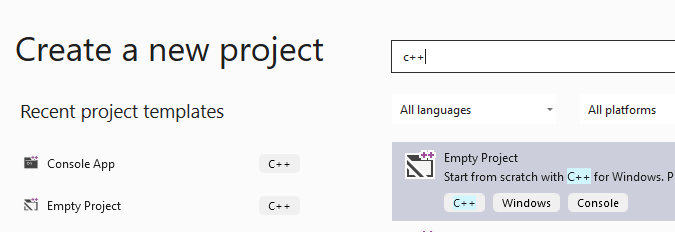 Create a new project
c++
Recent project templates
All languages
All platforms
Console App
C++
Empty Project
Start from scratch with C++ for Windows. P
C++
Windows
Console
Empty Project
C++